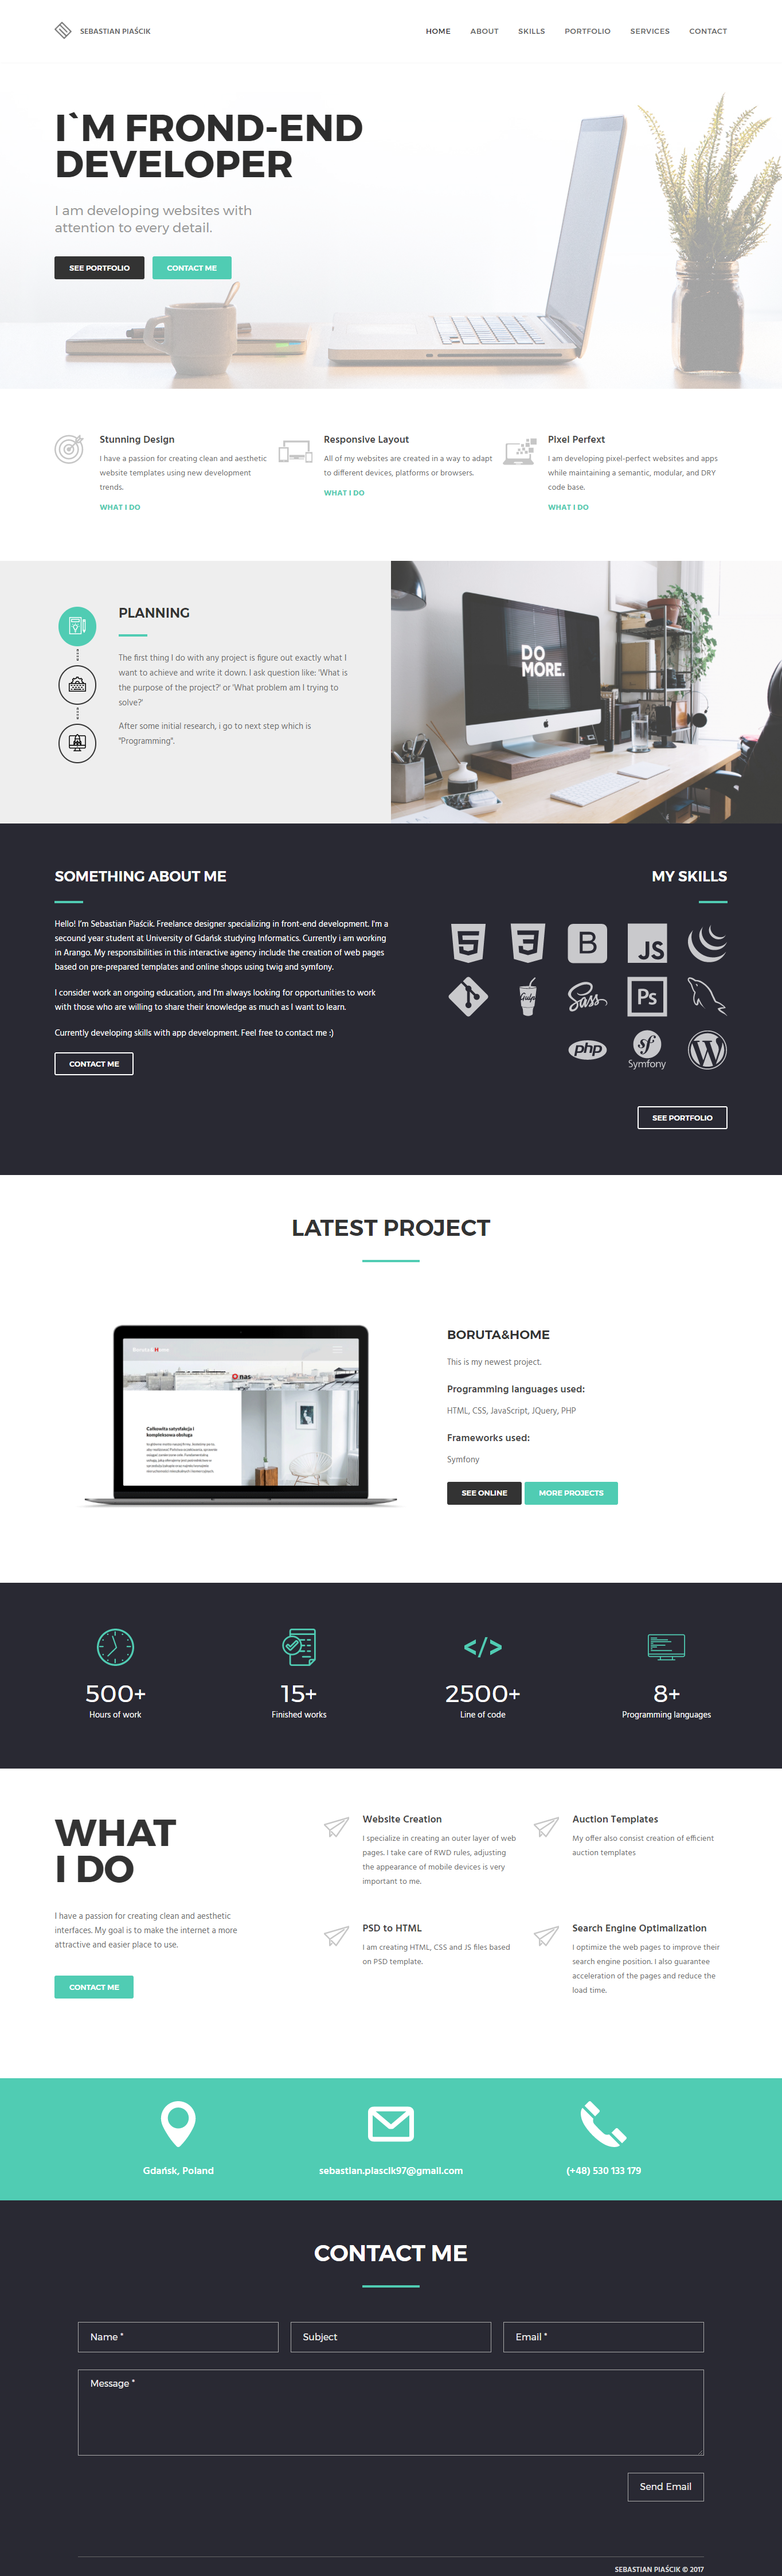 SEBASTIAN PIAŚCIK
HOME ABOUT SKILLS PORTFOLIO SERVICES CONTACT
I`M FROND-END
DEVELOPER
I am developing websites with
attention to every detail.
SEE PORTFOLIO CONTACT ME
Stunning Design
I have a passion for creating clean and aesthetic
website templates using new development
trends.
WHAT I DO
Responsive Layout
All of my websites are created in a way to adapt
to different devices, platforms or browsers.
WHAT I DO
Pixel Perfext
I am developing pixel-perfect websites and apps
while maintaining a semantic, modular, and DRY
code base.
WHAT I DO
PLANNING
The first thing I do with any project is figure out exactly what I
want to achieve and write it down. I ask question like: 'What is
the purpose of the project?' or 'What problem am I trying to
solve?'
After some initial research, i go to next step which is
"Programming".
DO
MORE.
SOMETHING ABOUT ME
Hello! I'm Sebastian Piaścik. Freelance designer specializing in front-end development. I'm a
secound year student at University of Gdańsk studying Informatics. Currently i am working
in Arango. My responsibilities in this interactive agency include the creation of web pages
based on pre-prepared templates and online shops using twig and symfony.
I consider work an ongoing education, and I'm always looking for opportunities to work
with those who are willing to share their knowledge as much as I want to learn.
Currently developing skills with app development. Feel free to contact me :)
CONTACT ME
MY SKILLS
5 3 B JS
Gulp Sass Ps
php sf W
Symfony
SEE PORTFOLIO
LATEST PROJECT
Boruta&Home
O nas
Całkowita satysfakcja i
kompleksowa obsługa
BORUTA&HOME
This is my newest project.
Programming languages used:
HTML, CSS, JavaScript, JQuery, PHP
Frameworks used:
Symfony
SEE ONLINE MORE PROJECTS
</>
500+
Hours of work
15+
Finished works
2500+
Line of code
8+
Programming languages
WHAT
I DO
I have a passion for creating clean and aesthetic
interfaces. My goal is to make the internet a more
attractive and easier place to use.
CONTACT ME
Website Creation
I specialize in creating an outer layer of web
pages. I take care of RWD rules, adjusting
the appearance of mobile devices is very
important to me.
Auction Templates
My offer also consist creation of efficient
auction templates
PSD to HTML
I am creating HTML, CSS and JS files based
on PSD template.
Search Engine Optimalization
I optimize the web pages to improve their
search engine position. I also guarantee
acceleration of the pages and reduce the
load time.
Gdańsk, Poland
sebastian.piascik97@gmail.com
(+48) 530 133 179
CONTACT ME
Name *
Subject
Email *
Message *
Send Email
SEBASTIAN PIAŚCIK © 2017